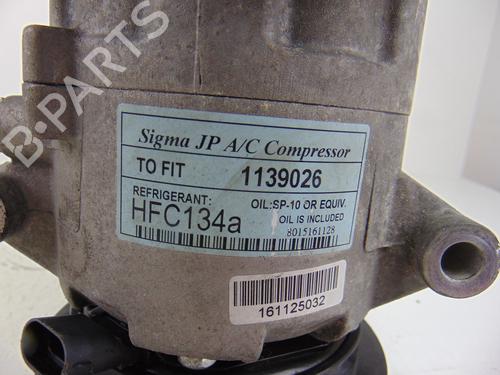 B-PARTS
Sigma JP A/C Compressor
TO FIT 1139026
REFRIGERANT: OIL:SP-10 OR EQUIV.
HFC134a OIL IS INCLUDED
8015161128
161125032